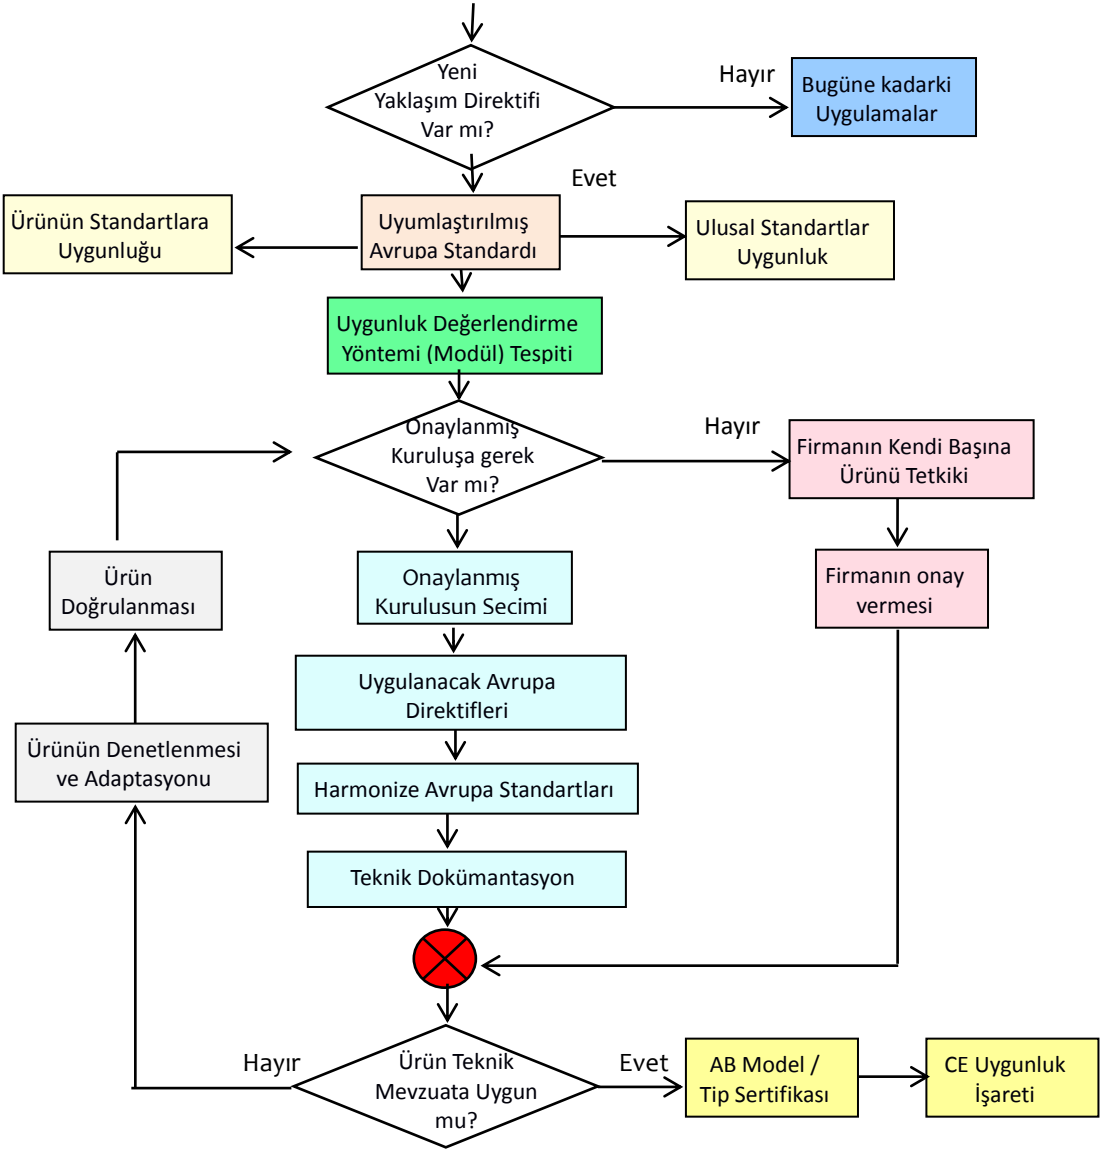 Yeni
Yaklaşım Direktifi
Var mı?
Hayır
Bugüne kadarki
Uygulamalar
Evet
Ürünün Standartlara
Uygunluğu
Uyumlaştırılmış
Avrupa Standardı
Ulusal Standartlar
Uygunluk
Uygunluk Değerlendirme
Yöntemi (Modül) Tespiti
Onaylanmış
Kuruluşa gerek
Var mı?
Hayır
Firmanın Kendi Başına
Ürünü Tetkiki
Ürün
Doğrulanması
Onaylanmış
Kurulusun Secimi
Firmanın onay
vermesi
Uygulanacak Avrupa
Direktifleri
Ürünün Denetlenmesi
ve Adaptasyonu
Harmonize Avrupa Standartları
Teknik Dokümantasyon
Hayır
Ürün Teknik
Mevzuata Uygun
mu?
Evet
AB Model /
Tip Sertifikası
CE Uygunluk
İşareti